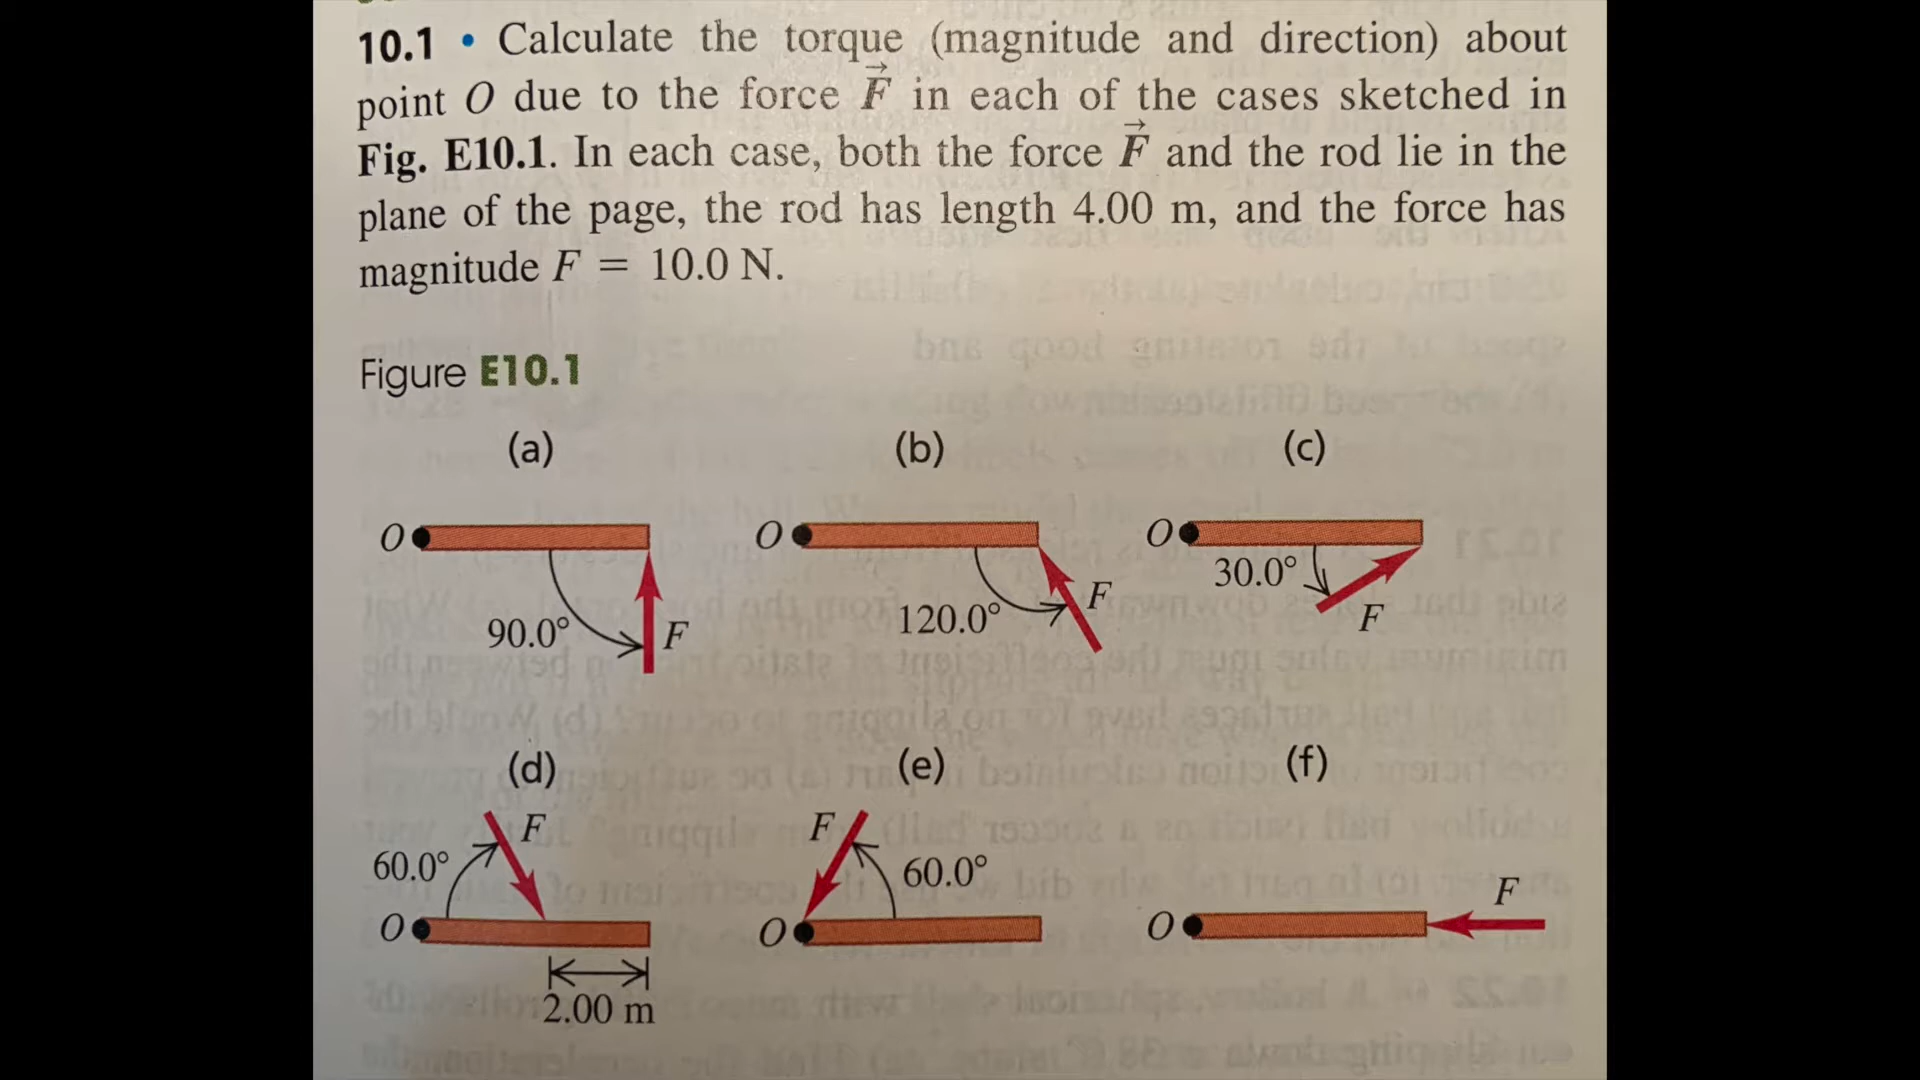 10.1 • Calculate the torque (magnitude and direction) about
point O due to the force F⃗ in each of the cases sketched in
Fig. E10.1. In each case, both the force F⃗ and the rod lie in the
plane of the page, the rod has length 4.00 m, and the force has
magnitude F = 10.0 N.
Figure E10.1
(a)
(b)
(c)
O
90.0°
F
O
120.0°
F
O
30.0°
F
(d)
(e)
(f)
F
60.0°
O
2.00 m
F
60.0°
O
F
O